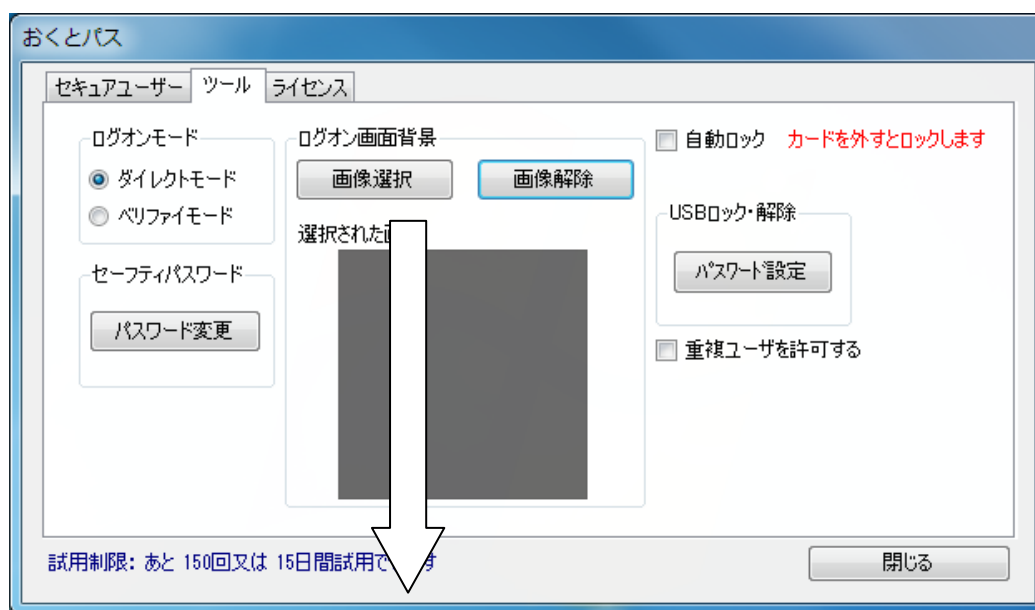 おくとパス
セキュアユーザー ツール ライセンス
ログオンモード
ダイレクトモード
ベリファイモード
セーフティパスワード
パスワード変更
ログオン画面背景
画像選択 画像解除
選択された
自動ロック カードを外すとロックします
USBロック・解除
パスワード設定
重複ユーザを許可する
試用制限: あと 150回又は 15日間試用で す
閉じる